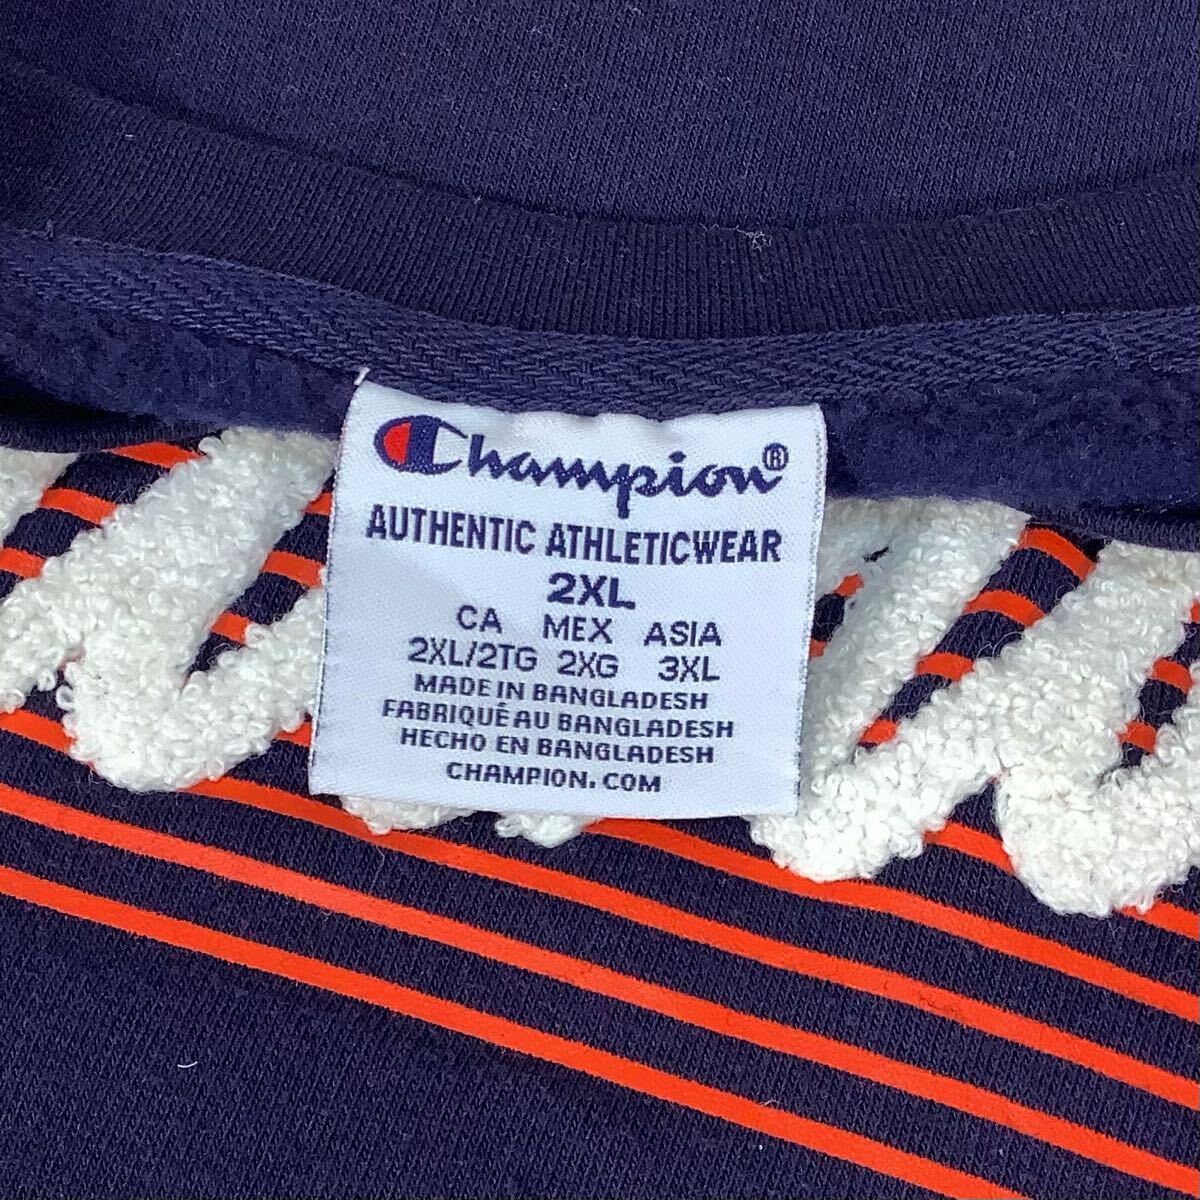 Champion®
AUTHENTIC ATHLETICWEAR
2XL
CA MEX ASIA
2XL/2TG 2XG 3XL
MADE IN BANGLADESH
FABRIQUÉ AU BANGLADESH
HECHO EN BANGLADESH
CHAMPION.COM